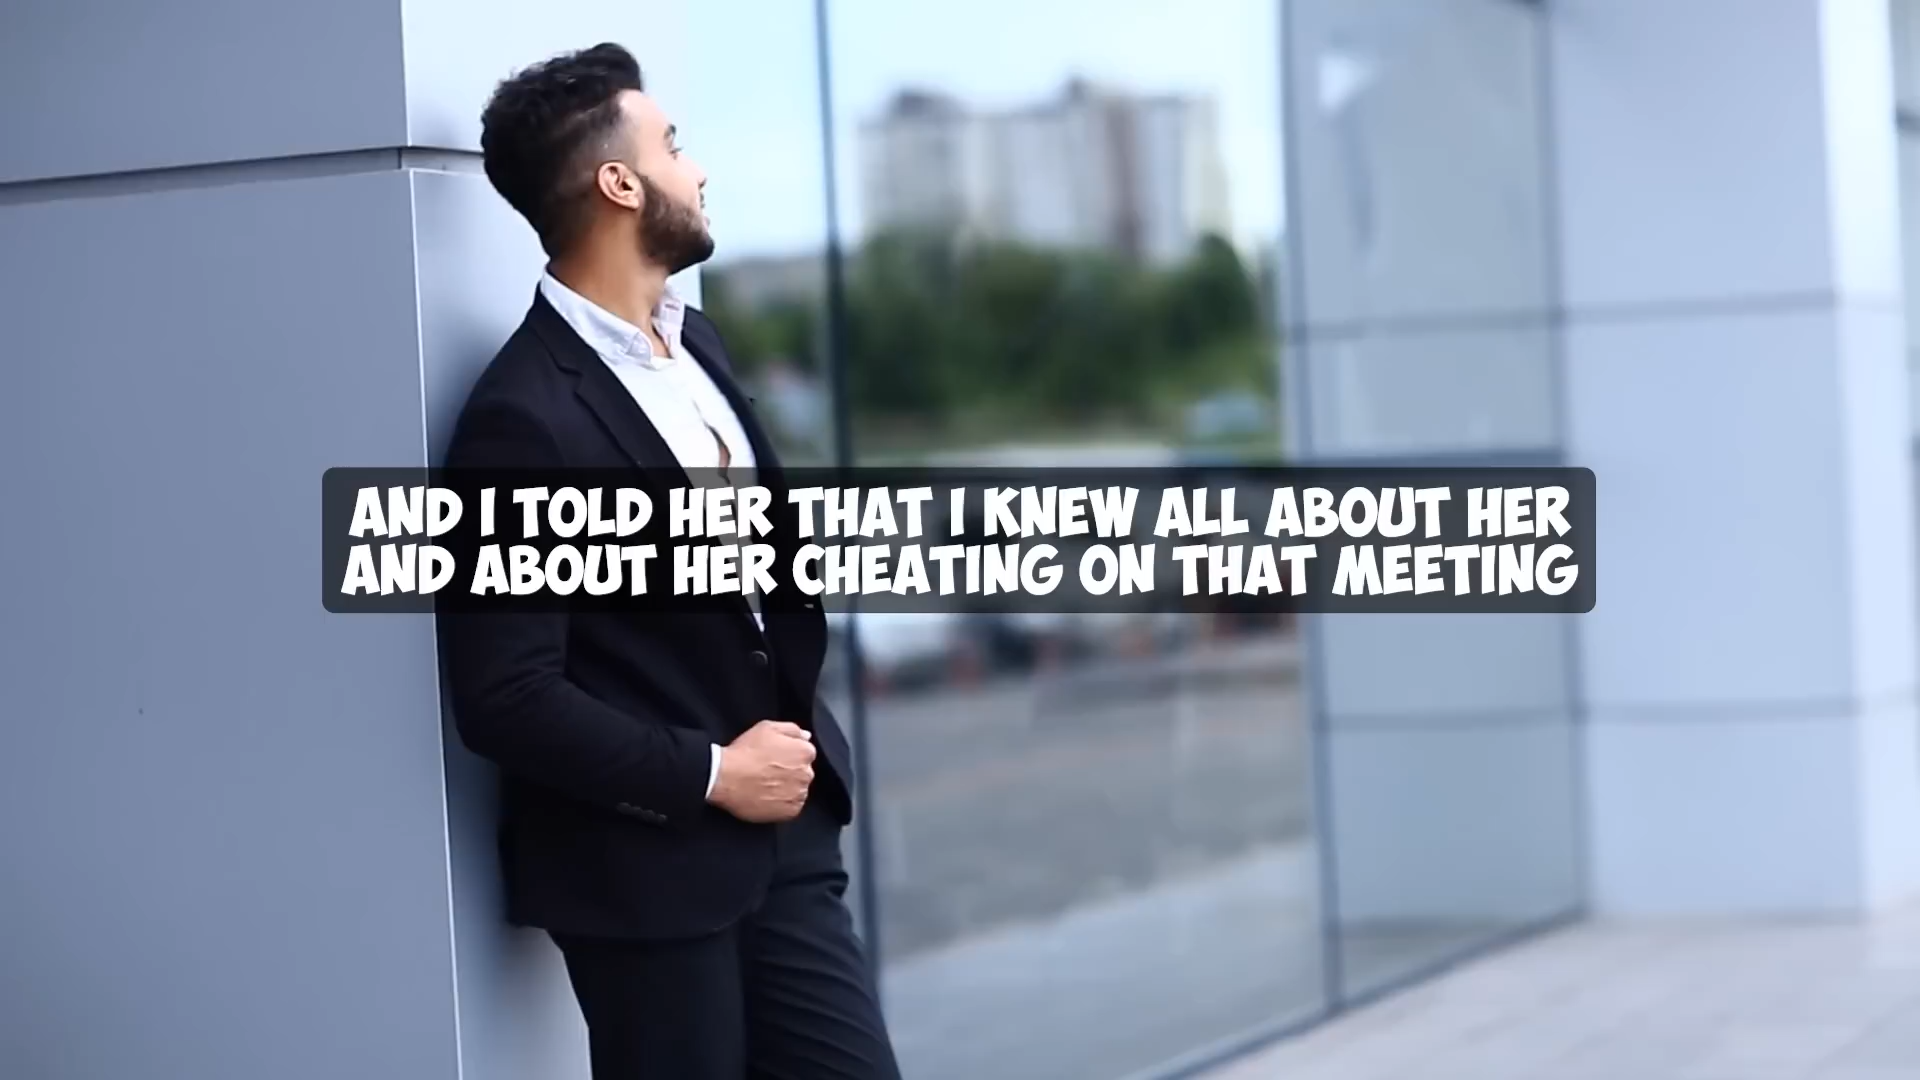 AND I TOLD HER THAT I KNEW ALL ABOUT HER
AND ABOUT HER CHEATING ON THAT MEETING